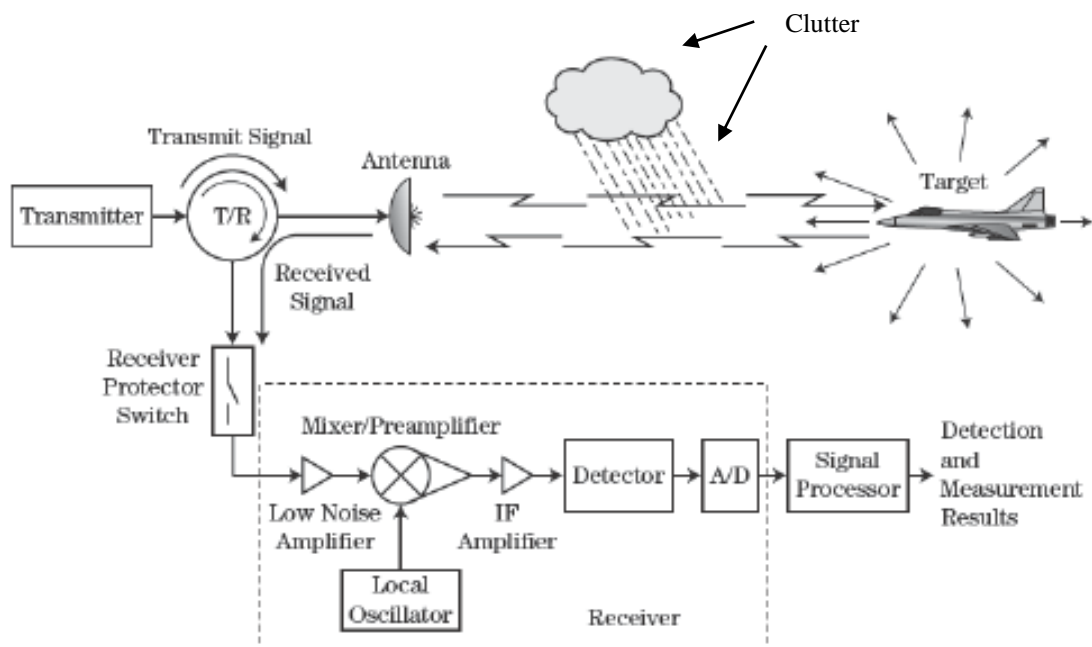 Clutter
Transmit Signal
Antenna
Target
Transmitter
T/R
Received
Signal
Receiver
Protector
Switch
Mixer/Preamplifier
Detector
A/D
Signal
Processor
Detection
and
Measurement
Results
Low Noise
Amplifier
IF
Amplifier
Local
Oscillator
Receiver